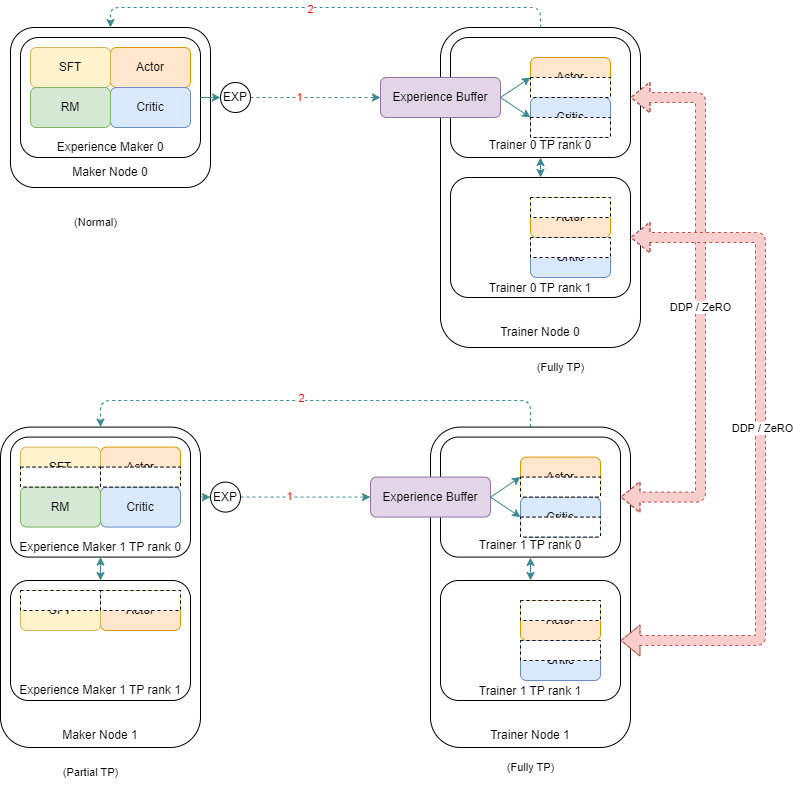 2
SFT
Actor
RM
Critic
Experience Maker 0
Maker Node 0
(Normal)
EXP
1
Experience Buffer
Actor
Critic
Trainer 0 TP rank 0
Actor
Critic
Trainer 0 TP rank 1
Trainer Node 0
(Fully TP)
DDP / ZeRO
DDP / ZeRO
2
SFT
Actor
RM
Critic
Experience Maker 1 TP rank 0
SFT
Actor
Experience Maker 1 TP rank 1
Maker Node 1
(Partial TP)
EXP
1
Experience Buffer
Actor
Critic
Trainer 1 TP rank 0
Actor
Critic
Trainer 1 TP rank 1
Trainer Node 1
(Fully TP)